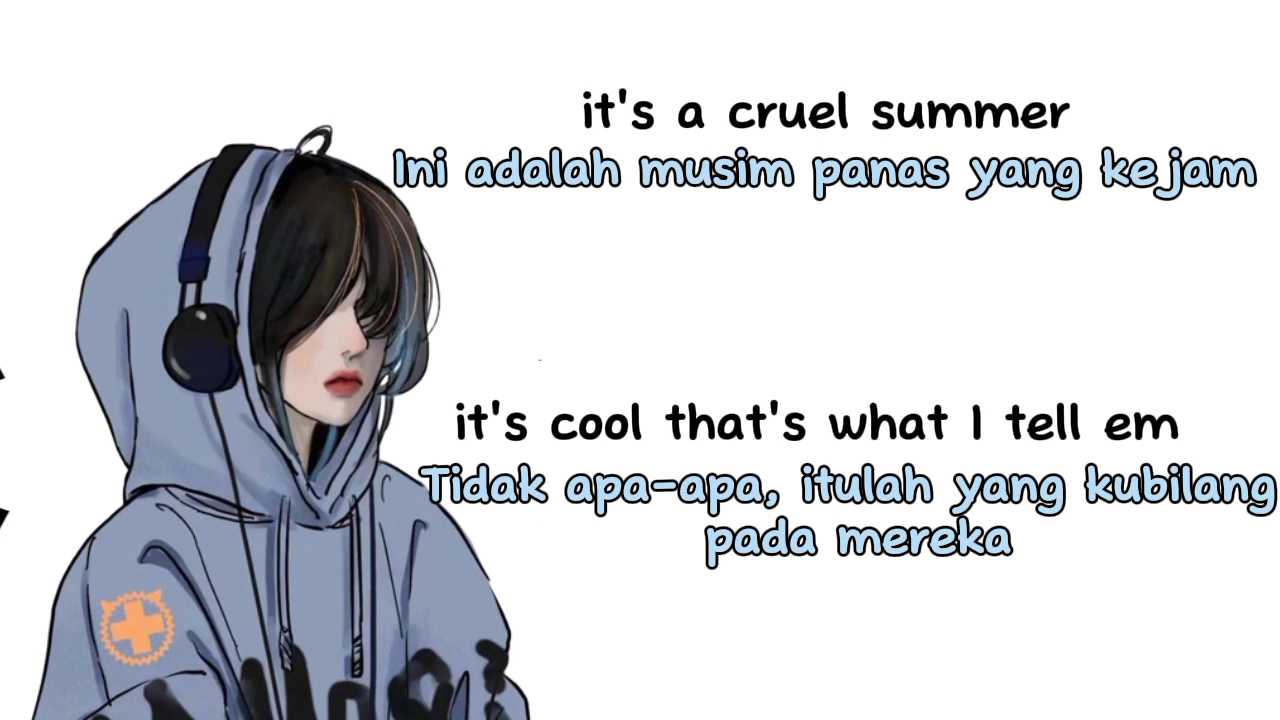 it's a cruel summer
Ini adalah musim panas yang kejam
it's cool that's what I tell em
Tidak apa-apa, itulah yang kubilang
pada mereka